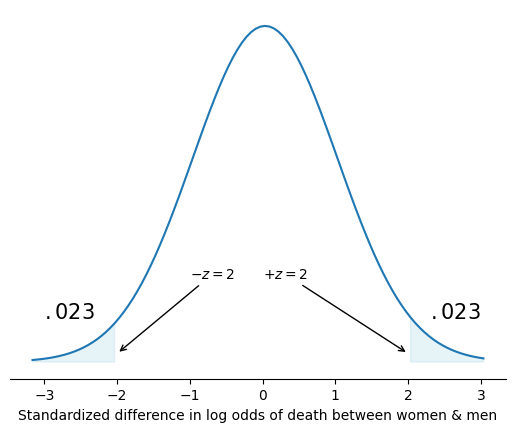 −z = 2 +z = 2
.023 .023
−3 −2 −1 0 1 2 3
Standardized difference in log odds of death between women & men